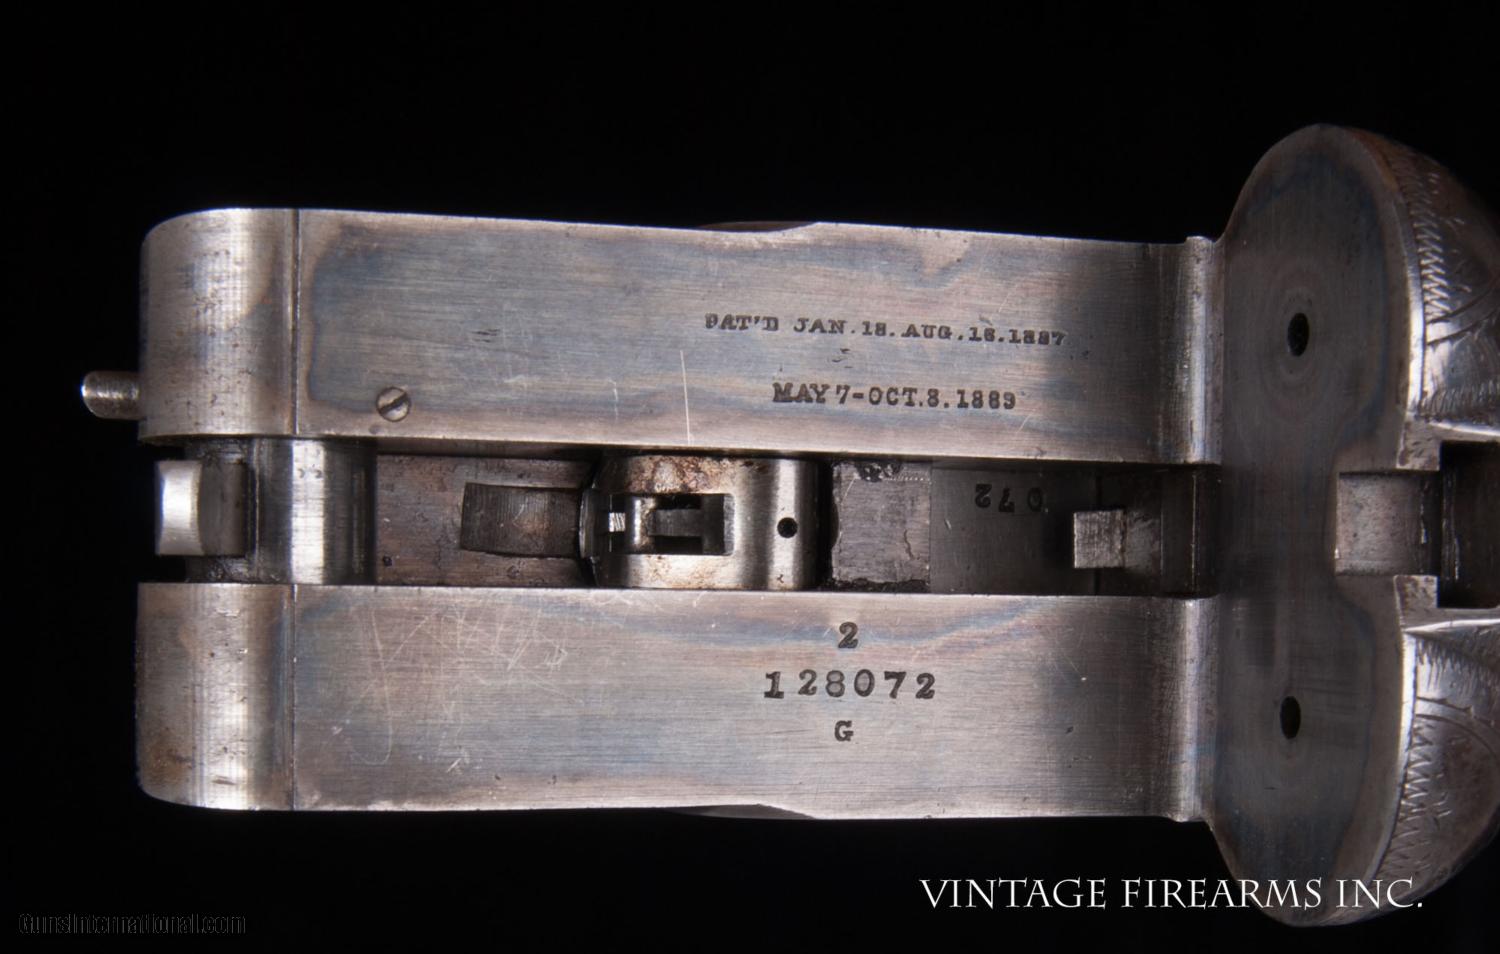 PAT'D JAN.18.AUG.16.1887
MAY 7-OCT.8.1889
072
2
128072
G
VINTAGE FIREARMS INC.
GunsInternational.com